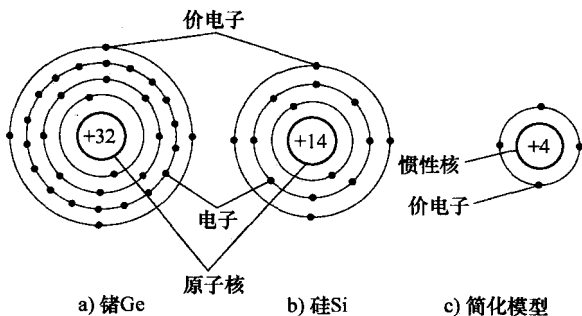 价电子
+32
+14
+4
惯性核
价电子
电子
原子核
a) 锗Ge
b) 硅Si
c) 简化模型